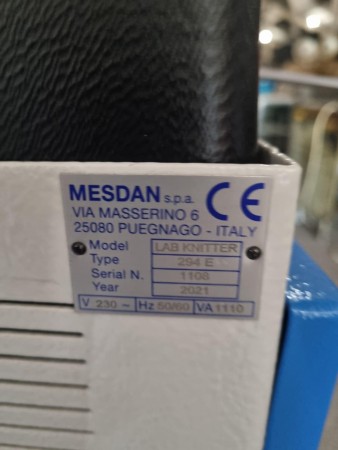 MESDAN s.p.a. CE
VIA MASSERINO 6
25080 PUEGNAGO - ITALY
Model LAB KNITTER
Type 294 E
Serial N. 1108
Year 2021
V 230 ~ Hz 50/60 VA 1110